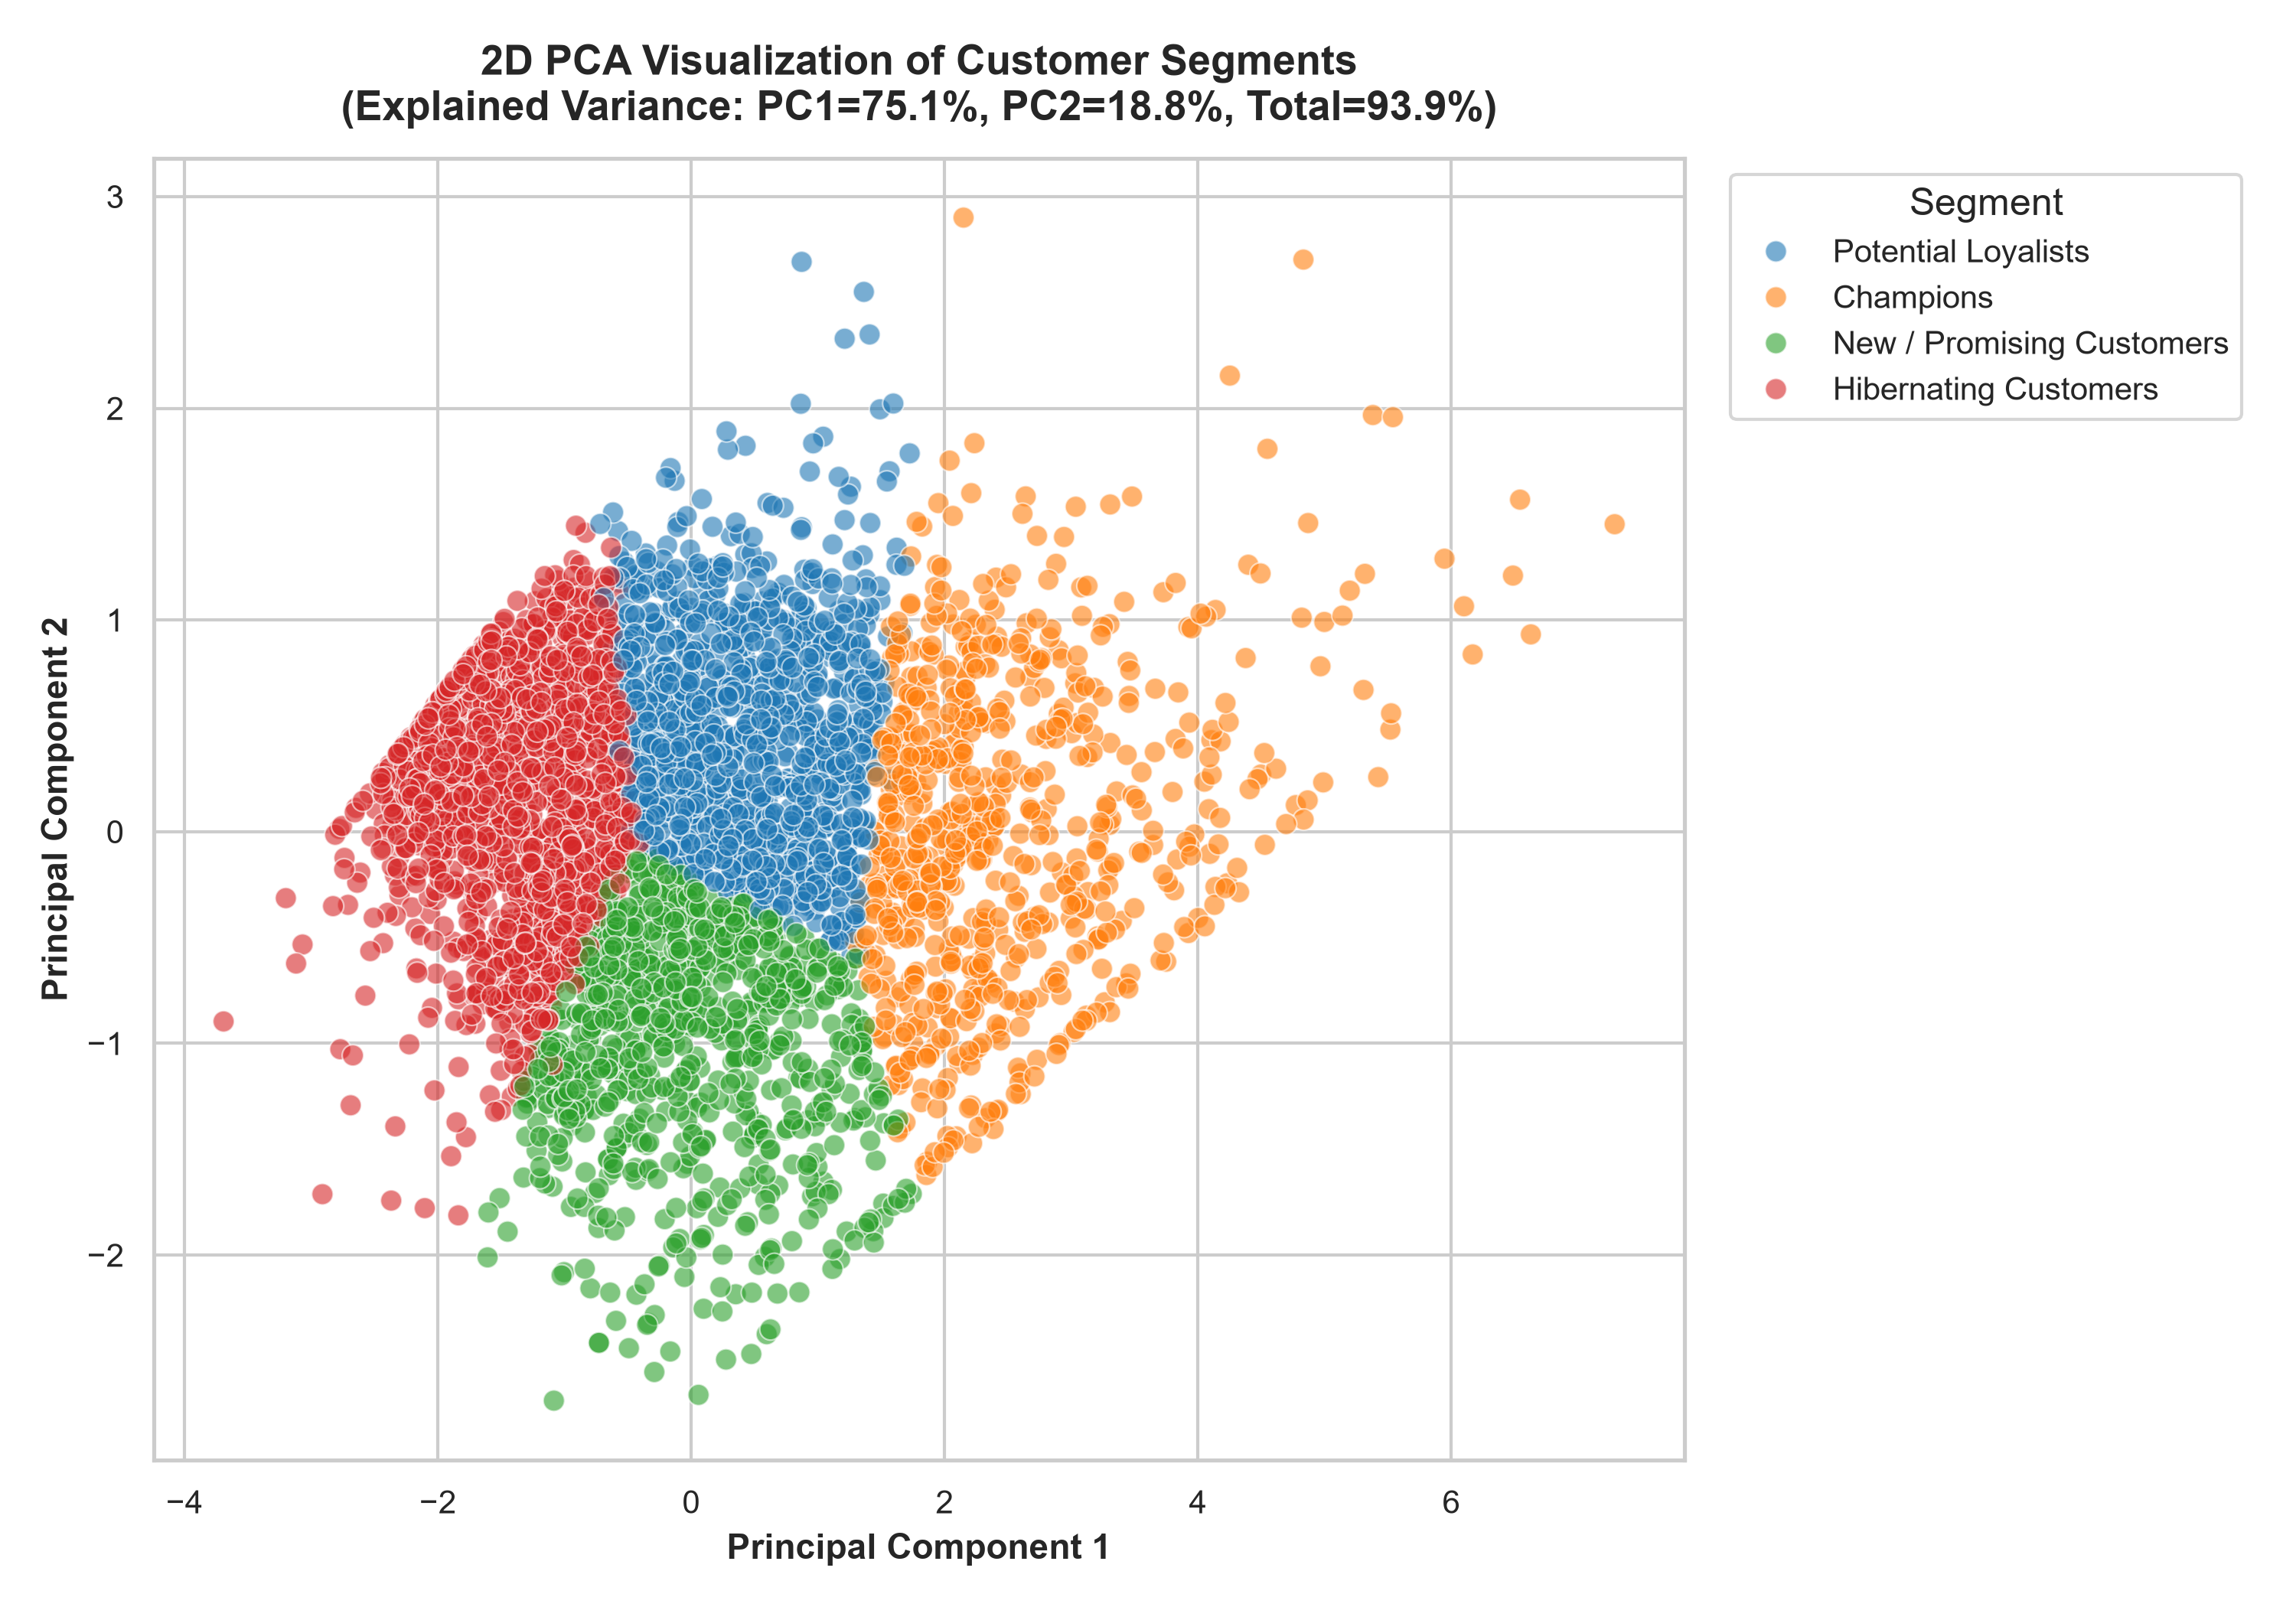 2D PCA Visualization of Customer Segments
(Explained Variance: PC1=75.1%, PC2=18.8%, Total=93.9%)
Segment
Potential Loyalists
Champions
New / Promising Customers
Hibernating Customers
Principal Component 2
3
2
1
0
−1
−2
−4
−2
0
2
4
6
Principal Component 1